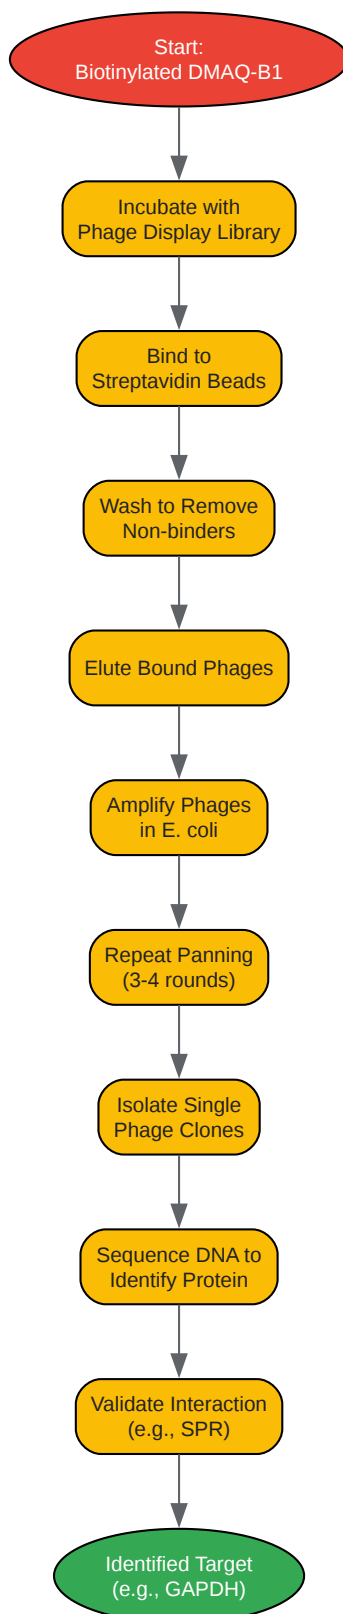 Start:
Biotinylated DMAQ-B1
Incubate with
Phage Display Library
Bind to
Streptavidin Beads
Wash to Remove
Non-binders
Elute Bound Phages
Amplify Phages
in E. coli
Repeat Panning
(3-4 rounds)
Isolate Single
Phage Clones
Sequence DNA to
Identify Protein
Validate Interaction
(e.g., SPR)
Identified Target
(e.g., GAPDH)